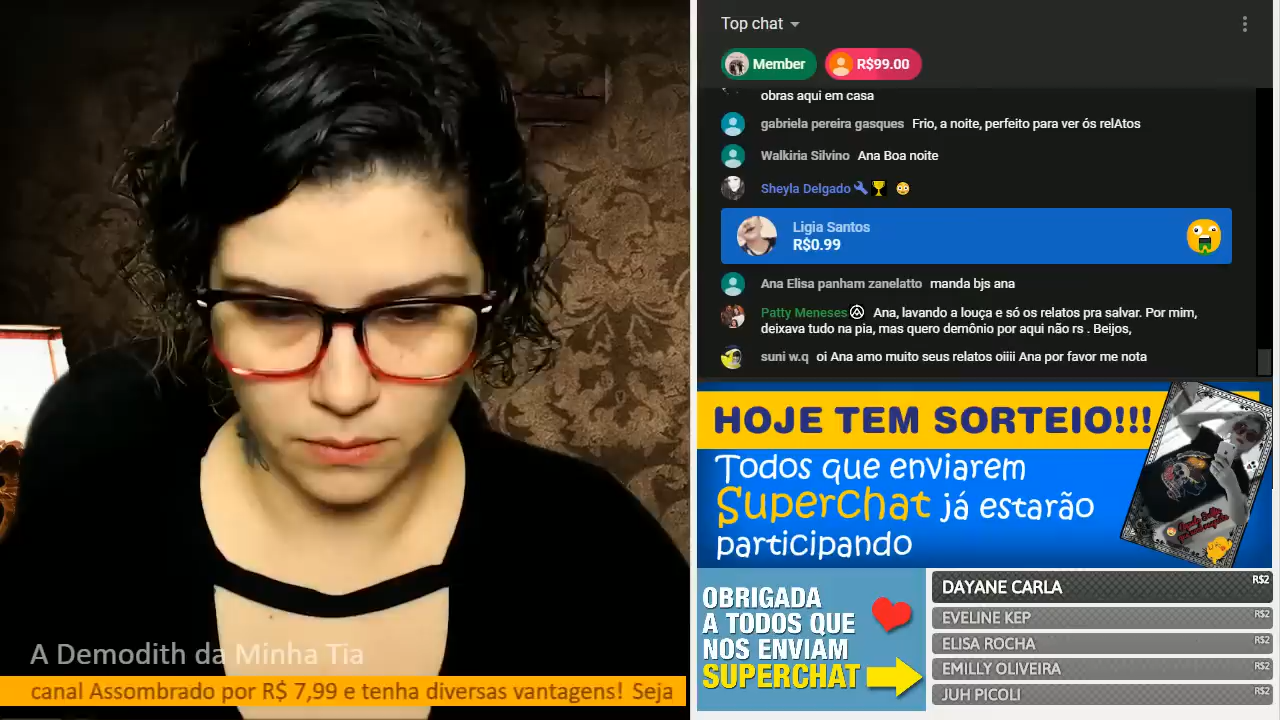 Top chat
Member
R$99.00
obras aqui em casa
gabriela pereira gasques Frio, a noite, perfeito para ver ós relAtos
Walkiria Silvino Ana Boa noite
Sheyla Delgado
Ligia Santos
R$0.99
Ana Elisa panham zanelatto manda bjs ana
Patty Meneses Ana, lavando a louça e só os relatos pra salvar. Por mim,
deixava tudo na pia, mas quero demônio por aqui não rs . Beijos,
suni w.q oi Ana amo muito seus relatos oiiii Ana por favor me nota
HOJE TEM SORTEIO!!!
Todos que enviarem
Superchat já estarão
participando
OBRIGADA
A TODOS QUE
NOS ENVIAM
SUPERCHAT
DAYANE CARLA R$2
EVELINE KEP R$2
ELISA ROCHA R$2
EMILLY OLIVEIRA R$2
JUH PICOLI R$2
A Demodith da Minha Tia
canal Assombrado por R$ 7,99 e tenha diversas vantagens! Seja